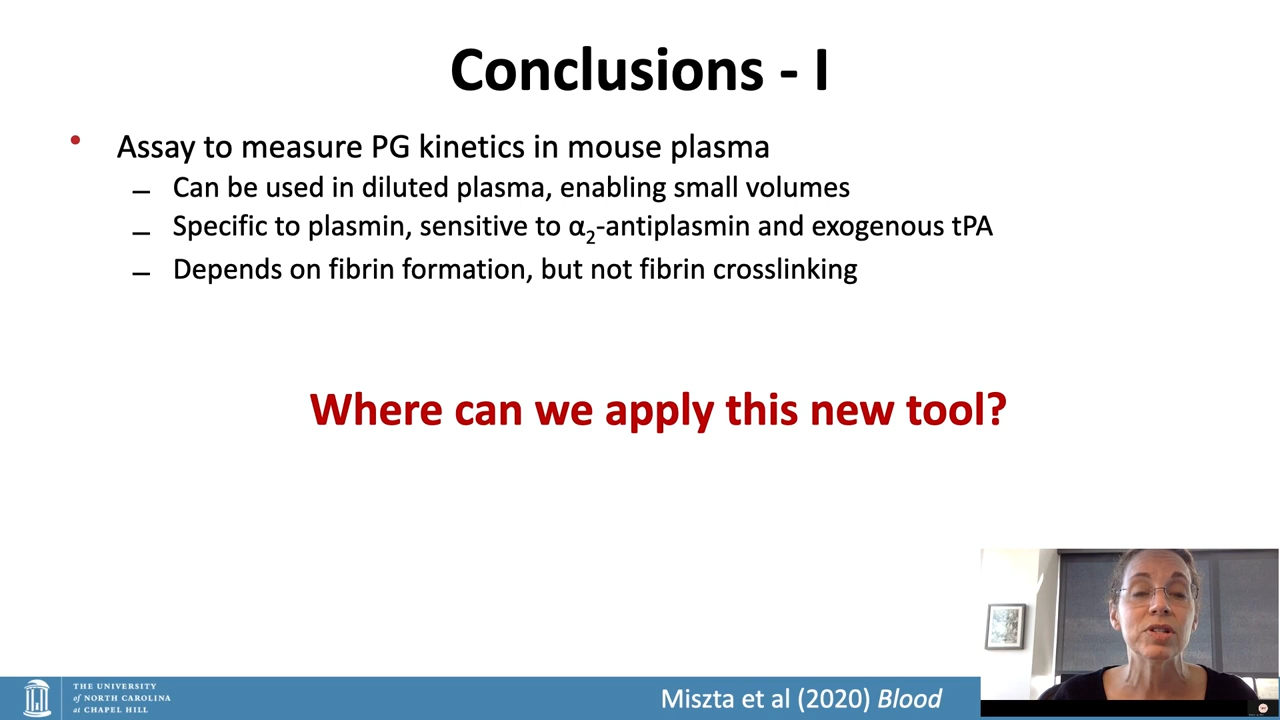 Conclusions - I
• Assay to measure PG kinetics in mouse plasma
– Can be used in diluted plasma, enabling small volumes
– Specific to plasmin, sensitive to α₂-antiplasmin and exogenous tPA
– Depends on fibrin formation, but not fibrin crosslinking
Where can we apply this new tool?
THE UNIVERSITY
of NORTH CAROLINA
at CHAPEL HILL
Miszta et al (2020) Blood